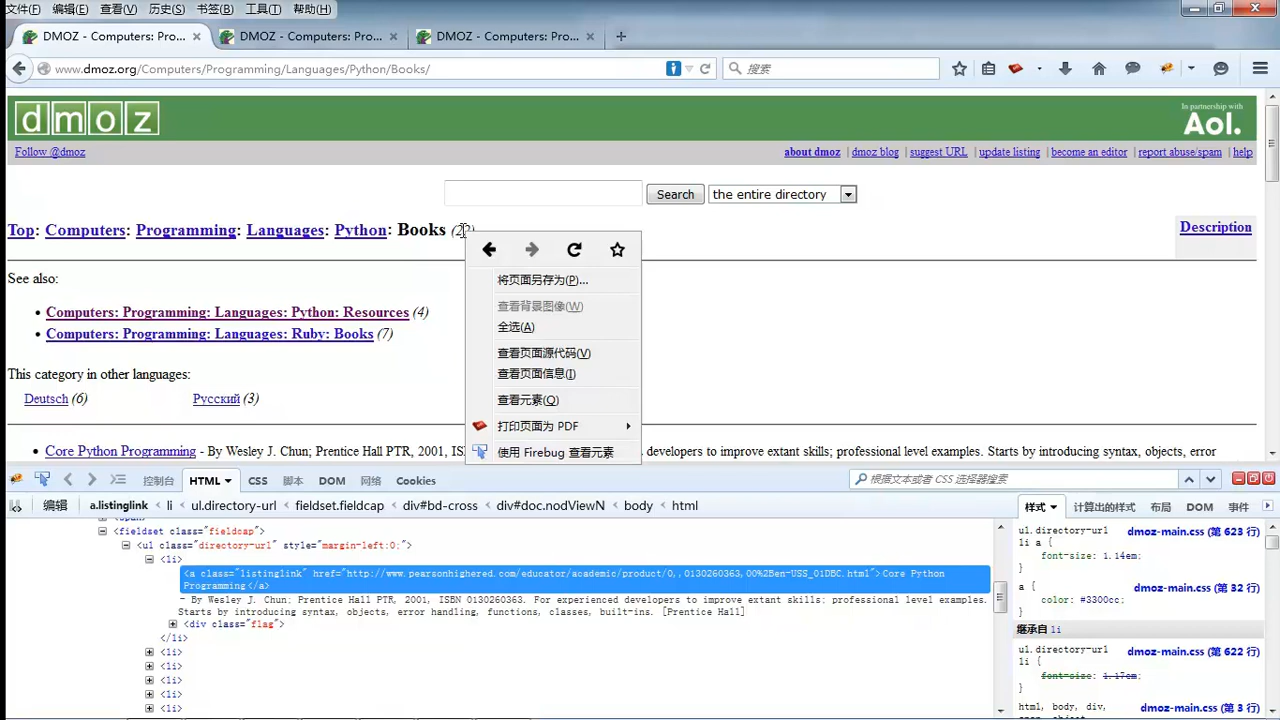 文件(F) 编辑(E) 查看(V) 历史(S) 书签(B) 工具(T) 帮助(H)
DMOZ - Computers: Pro... DMOZ - Computers: Pro... DMOZ - Computers: Pro...
www.dmoz.org/Computers/Programming/Languages/Python/Books/ 搜索
dmoz
In partnership with
Aol.
Follow @dmoz about dmoz | dmoz blog | suggest URL | update listing | become an editor | report abuse/spam | help
Search the entire directory
Top: Computers: Programming: Languages: Python: Books Description
See also:
Computers: Programming: Languages: Python: Resources (4)
Computers: Programming: Languages: Ruby: Books (7)
This category in other languages:
Deutsch (6) Русский (3)
将页面另存为(P)...
查看背景图像(W)
全选(A)
查看页面源代码(V)
查看页面信息(I)
查看元素(Q)
打印页面为 PDF
使用 Firebug 查看元素
Core Python Programming - By Wesley J. Chun; Prentice Hall PTR, 2001, ISB developers to improve extant skills; professional level examples. Starts by introducing syntax, objects, error
控制台 HTML CSS 脚本 DOM 网络 Cookies 根据文本或者 CSS 选择器搜索
编辑 a.listinglink li ul.directory-url fieldset.fieldcap div#bd-cross div#doc.nodViewN body html
样式 计算出的样式 布局 DOM 事件
<fieldset class="fieldcap">
<ul class="directory-url" style="margin-left:0;">
<li>
<a class="listinglink" href="http://www.pearsonhighered.com/educator/academic/product/0,,0130260363,00%2Ben-USS_01DBC.html">Core Python
Programming</a>
- By Wesley J. Chun; Prentice Hall PTR, 2001, ISBN 0130260363. For experienced developers to improve extant skills; professional level examples.
Starts by introducing syntax, objects, error handling, functions, classes, built-ins. [Prentice Hall]
<div class="flag">
</li>
<li>
<li>
<li>
<li>
<li>
ul.directory-url dmoz-main.css (第 623 行)
li a {
font-size: 1.14em;
}
a { dmoz-main.css (第 32 行)
color: #3300cc;
}
继承自 li
ul.directory-url dmoz-main.css (第 622 行)
li {
font-size: 1.17em;
}
html, body, div, dmoz-main.css (第 3 行)